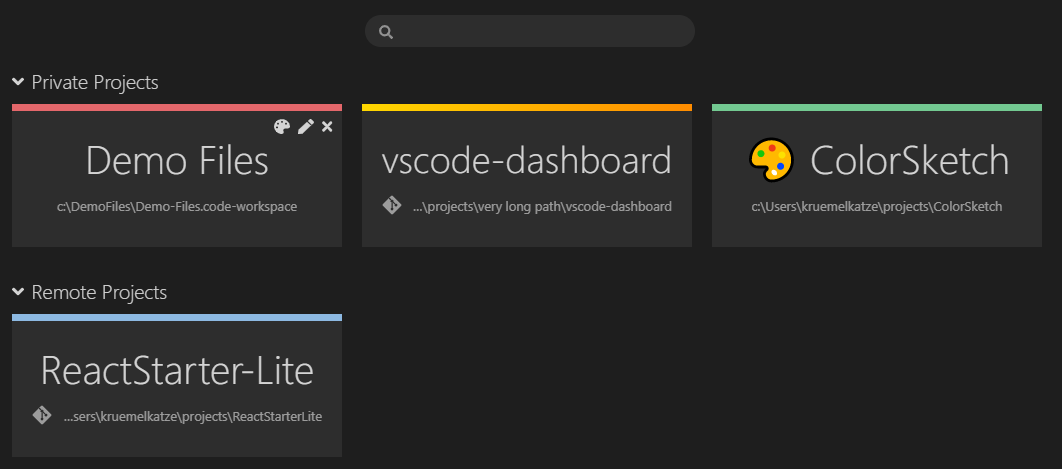 Private Projects
Demo Files
c:\DemoFiles\Demo-Files.code-workspace
vscode-dashboard
...\projects\very long path\vscode-dashboard
ColorSketch
c:\Users\kruemelkatze\projects\ColorSketch
Remote Projects
ReactStarter-Lite
...sers\kruemelkatze\projects\ReactStarterLite